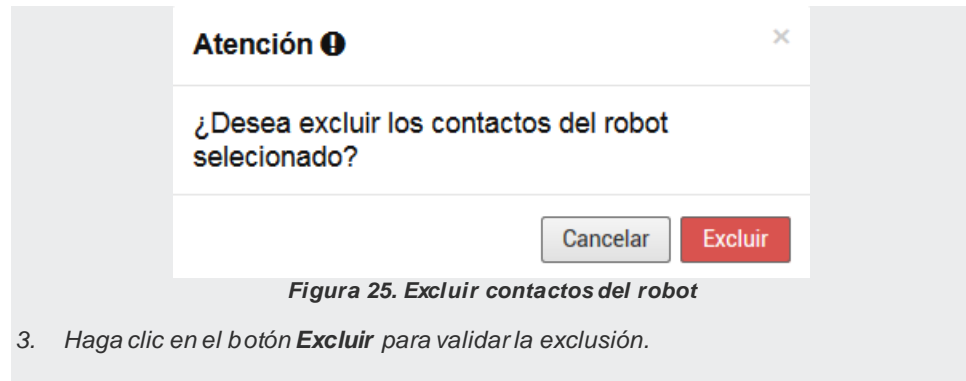 Atención
×
¿Desea excluir los contactos del robot
selecionado?
Cancelar Excluir
Figura 25. Excluir contactos del robot
3. Haga clic en el botón Excluir para validar la exclusión.